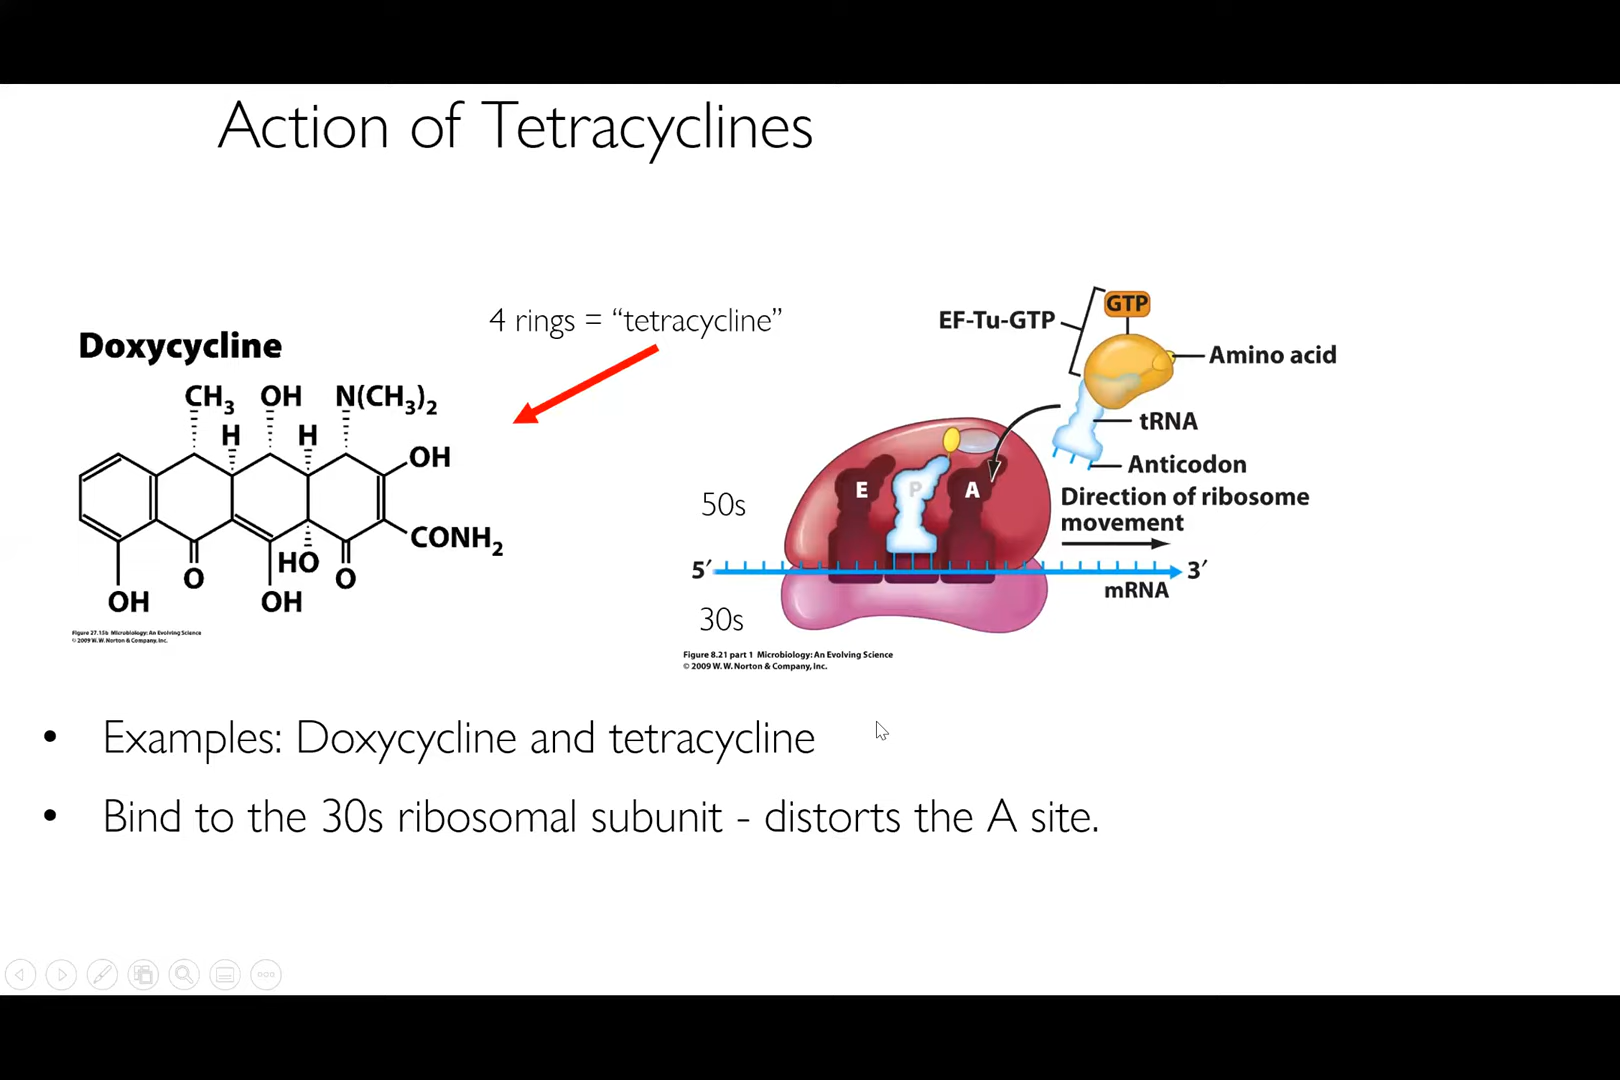 Action of Tetracyclines
4 rings = “tetracycline”
Doxycycline
CH3 OH N(CH3)2
H H
OH
CONH2
HO
O O
OH OH
Figure 27.15b Microbiology: An Evolving Science
© 2009 W. W. Norton & Company, Inc.
GTP
EF-Tu-GTP
Amino acid
tRNA
Anticodon
Direction of ribosome
movement
E P A
50s
5′ 3′
mRNA
30s
Figure 8.21 part 1 Microbiology: An Evolving Science
© 2009 W. W. Norton & Company, Inc.
• Examples: Doxycycline and tetracycline
• Bind to the 30s ribosomal subunit - distorts the A site.